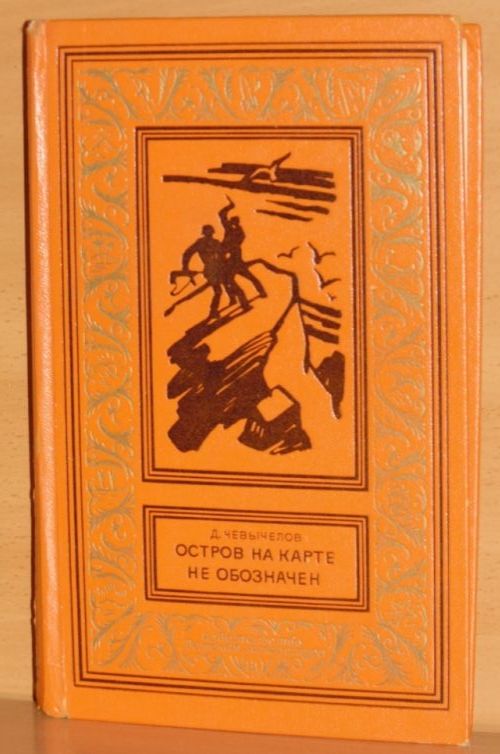 Д. ЧЕВЫЧЕЛОВ
ОСТРОВ НА КАРТЕ
НЕ ОБОЗНАЧЕН